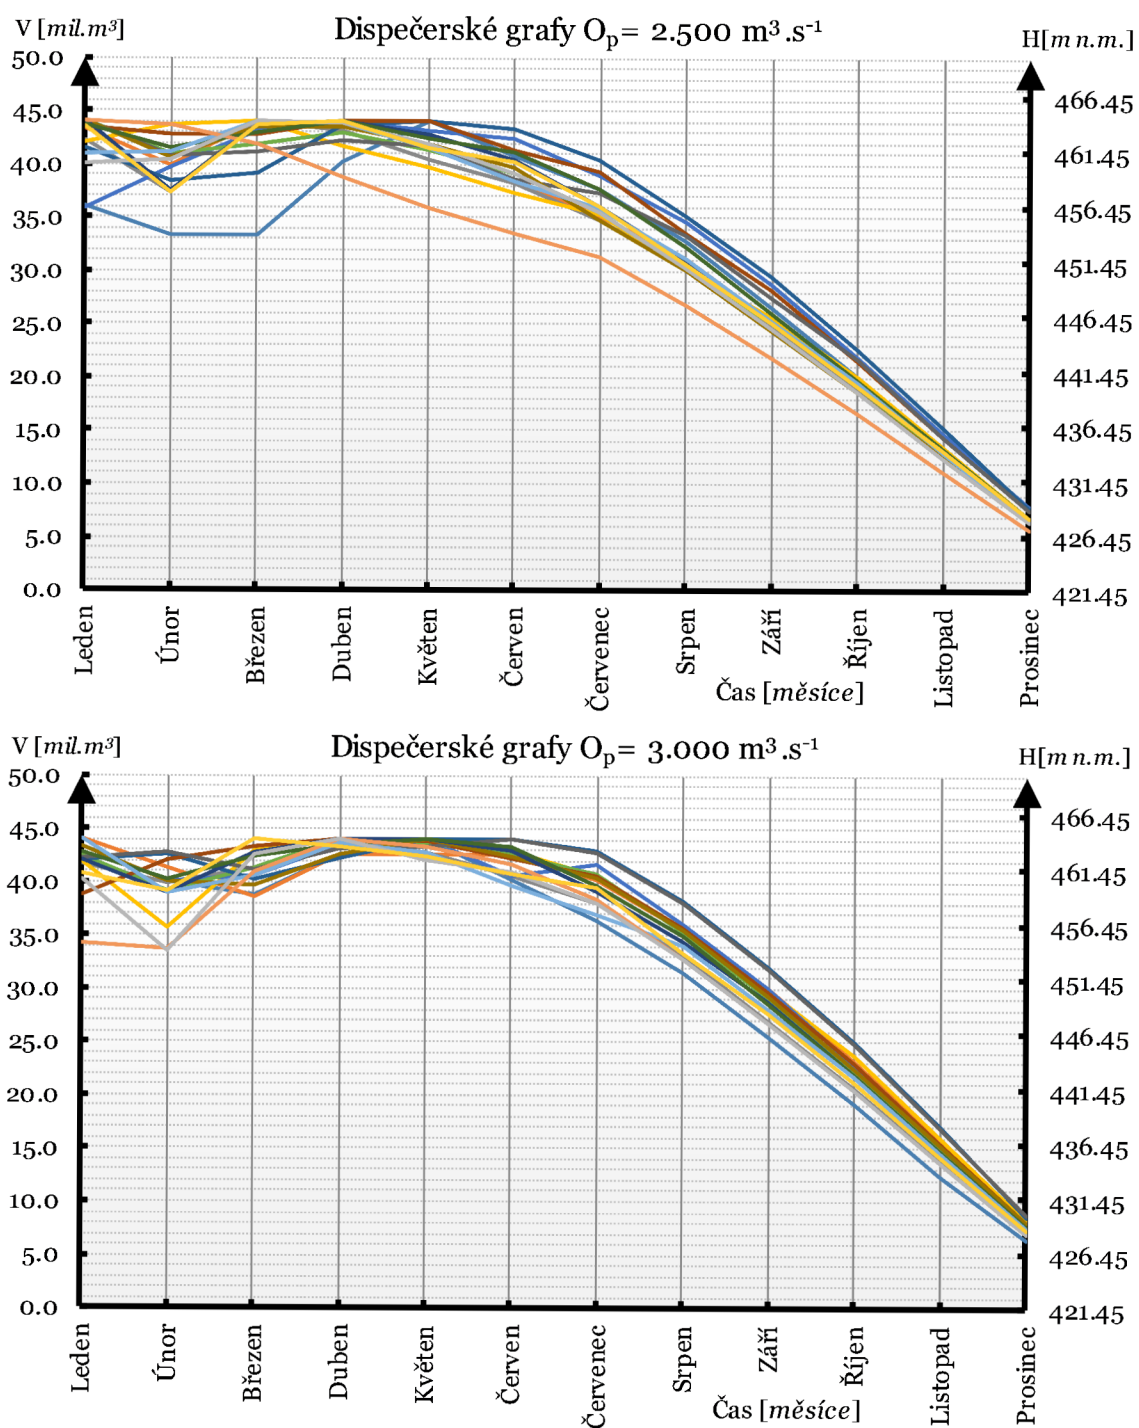 V [mil.m³]
Dispečerské grafy Oₚ= 2.500 m³.s⁻¹
H[m n.m.]
50.0
45.0
40.0
35.0
30.0
25.0
20.0
15.0
10.0
5.0
0.0
466.45
461.45
456.45
451.45
446.45
441.45
436.45
431.45
426.45
421.45
Leden
Únor
Březen
Duben
Květen
Červen
Červenec
Srpen
Září
Říjen
Listopad
Prosinec
Čas [měsíce]
V [mil.m³]
Dispečerské grafy Oₚ= 3.000 m³.s⁻¹
H[m n.m.]
50.0
45.0
40.0
35.0
30.0
25.0
20.0
15.0
10.0
5.0
0.0
466.45
461.45
456.45
451.45
446.45
441.45
436.45
431.45
426.45
421.45
Leden
Únor
Březen
Duben
Květen
Červen
Červenec
Srpen
Září
Říjen
Listopad
Prosinec
Čas [měsíce]